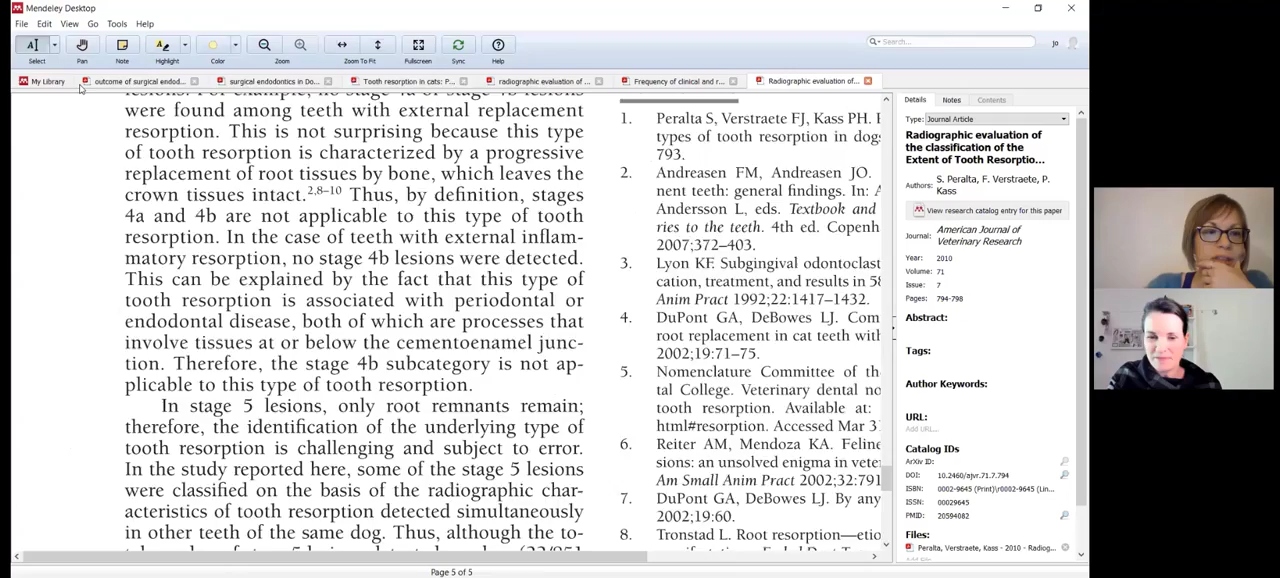 Mendeley Desktop
File Edit View Go Tools Help
Select Pan Note Highlight Color Zoom Zoom To Fit Fullscreen Sync Help
Search...
jo
My Library
outcome of surgical endod...
surgical endodontics in Do...
Tooth resorption in cats: P...
radiographic evaluation of ...
Frequency of clinical and r...
Radiographic evaluation of...
were found among teeth with external replacement
resorption. This is not surprising because this type
of tooth resorption is characterized by a progressive
replacement of root tissues by bone, which leaves the
crown tissues intact.2,8–10 Thus, by definition, stages
4a and 4b are not applicable to this type of tooth
resorption. In the case of teeth with external inflam-
matory resorption, no stage 4b lesions were detected.
This can be explained by the fact that this type of
tooth resorption is associated with periodontal or
endodontal disease, both of which are processes that
involve tissues at or below the cementoenamel junc-
tion. Therefore, the stage 4b subcategory is not ap-
plicable to this type of tooth resorption.
In stage 5 lesions, only root remnants remain;
therefore, the identification of the underlying type of
tooth resorption is challenging and subject to error.
In the study reported here, some of the stage 5 lesions
were classified on the basis of the radiographic char-
acteristics of tooth resorption detected simultaneously
in other teeth of the same dog. Thus, although the to-
1. Peralta S, Verstraete FJ, Kass PH.
types of tooth resorption in dogs
793.
2. Andreasen FM, Andreasen JO.
nent teeth: general findings. In:
Andersson L, eds. Textbook and
ries to the teeth. 4th ed. Copenh
2007;372–403.
3. Lyon KF. Subgingival odontoclast
cation, treatment, and results in 58
Anim Pract 1992;22:1417–1432.
4. DuPont GA, DeBowes LJ. Com
root replacement in cat teeth with
2002;19:71–75.
5. Nomenclature Committee of th
tal College. Veterinary dental no
tooth resorption. Available at:
html#resorption. Accessed Mar 3
6. Reiter AM, Mendoza KA. Feline
sions: an unsolved enigma in vete
Am Small Anim Pract 2002;32:791
7. DuPont GA, DeBowes LJ. By any
2002;19:60.
8. Tronstad L. Root resorption—etio
Details Notes Contents
Type: Journal Article
Radiographic evaluation of
the classification of the
Extent of Tooth Resorptio...
Authors: S. Peralta, F. Verstraete, P.
Kass
View research catalog entry for this paper
Journal: American Journal of
Veterinary Research
Year: 2010
Volume: 71
Issue: 7
Pages: 794-798
Abstract:
Tags:
Author Keywords:
URL:
Add URL...
Catalog IDs
ArXiv ID:
DOI: 10.2460/ajvr.71.7.794
ISBN: 0002-9645 (Print)\r0002-9645 (Lin...
ISSN: 00029645
PMID: 20594082
Files:
Peralta, Verstraete, Kass - 2010 - Radiog...
Page 5 of 5